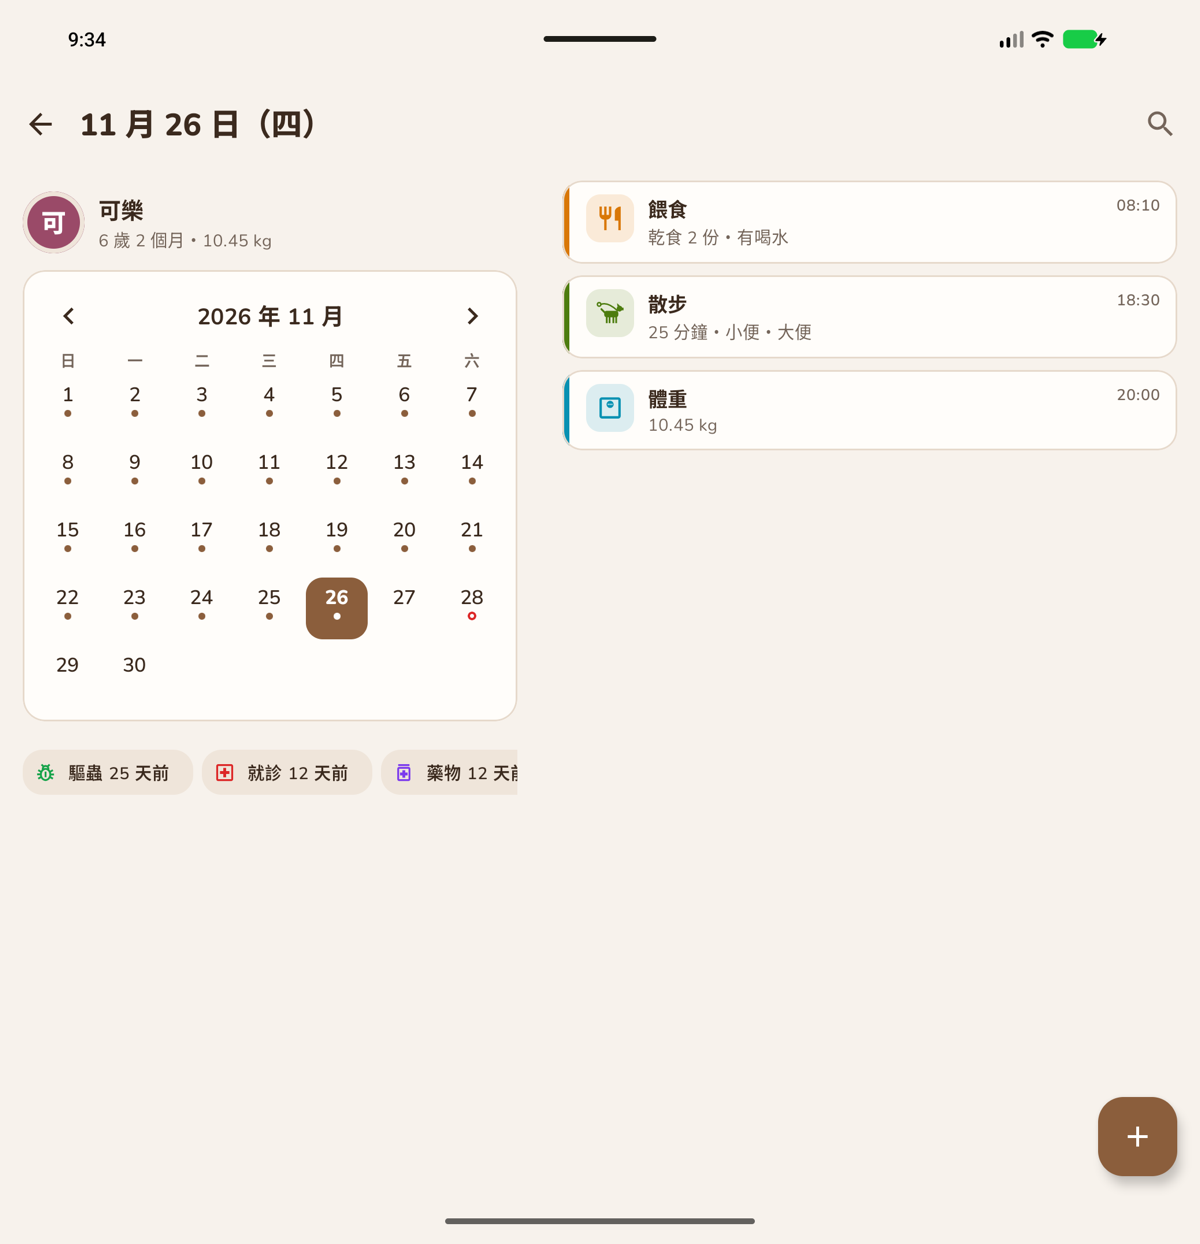 9:34
11 月 26 日（四）
可
可樂
6 歲 2 個月・10.45 kg
2026 年 11 月
日 一 二 三 四 五 六
1 2 3 4 5 6 7
8 9 10 11 12 13 14
15 16 17 18 19 20 21
22 23 24 25 26 27 28
29 30
驅蟲 25 天前 就診 12 天前 藥物 12 天
餵食 08:10
乾食 2 份・有喝水
散步 18:30
25 分鐘・小便・大便
體重 20:00
10.45 kg